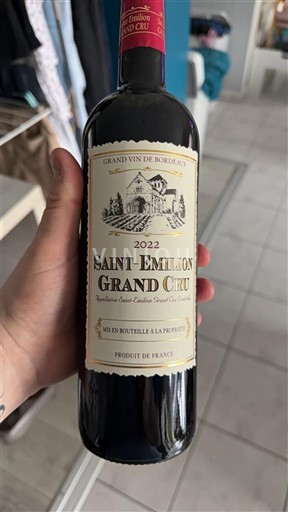 Saint-Emilion
GRAND CRU
GRAND VIN DE BORDEAUX
2022
SAINT-EMILION
GRAND CRU
Appellation Saint-Emilion Grand Cru Contrôlée
MIS EN BOUTEILLE À LA PROPRIÉTÉ
PRODUIT DE FRANCE